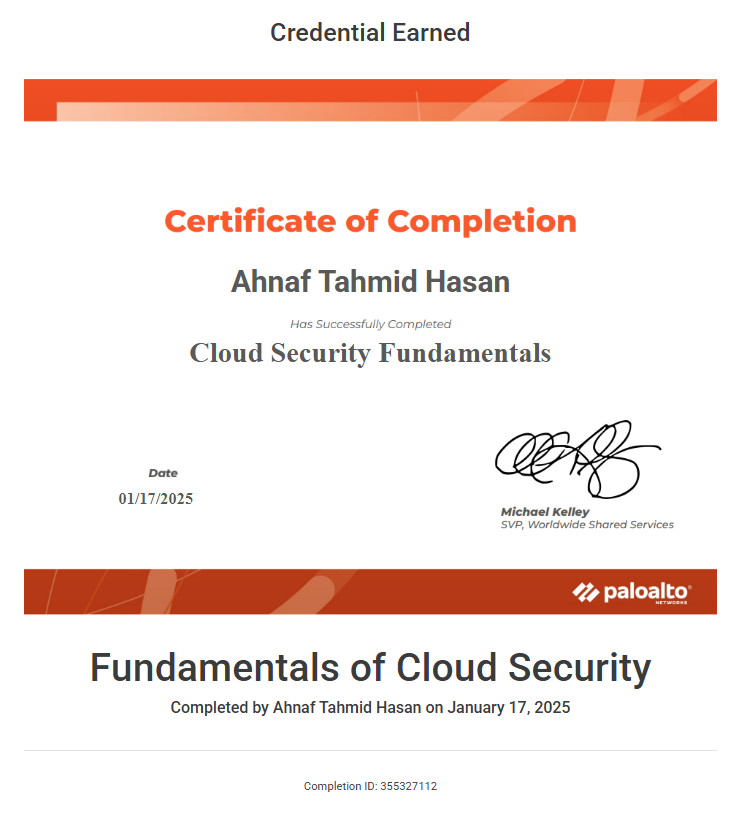 Credential Earned
Certificate of Completion
Ahnaf Tahmid Hasan
Has Successfully Completed
Cloud Security Fundamentals
Date
01/17/2025
Michael Kelley
SVP, Worldwide Shared Services
paloalto®
NETWORKS
Fundamentals of Cloud Security
Completed by Ahnaf Tahmid Hasan on January 17, 2025
Completion ID: 355327112